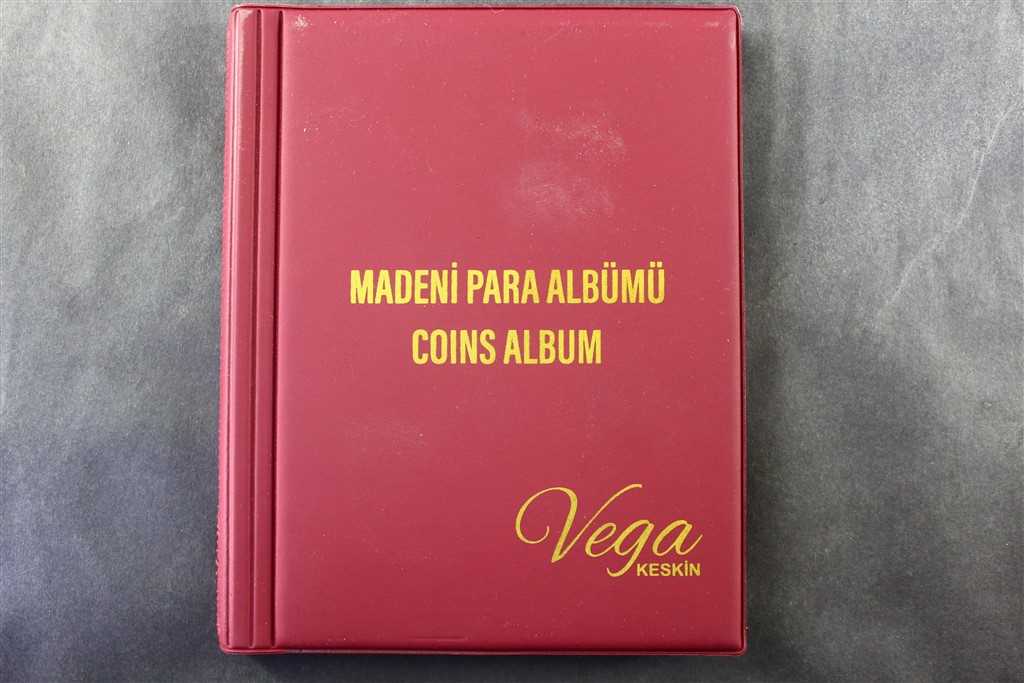 MADENİ PARA ALBÜMÜ
COINS ALBUM
Vega
KESKİN